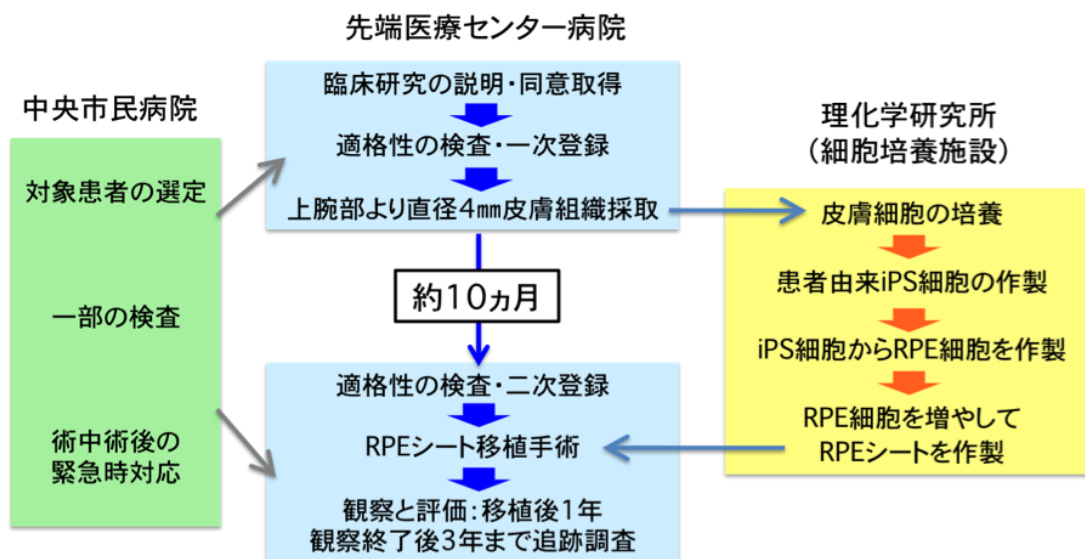 先端医療センター病院
中央市民病院
対象患者の選定
一部の検査
術中術後の
緊急時対応
臨床研究の説明・同意取得
適格性の検査・一次登録
上腕部より直径4㎜皮膚組織採取
約10ヵ月
適格性の検査・二次登録
RPEシート移植手術
観察と評価:移植後1年
観察終了後3年まで追跡調査
理化学研究所
(細胞培養施設)
皮膚細胞の培養
患者由来iPS細胞の作製
iPS細胞からRPE細胞を作製
RPE細胞を増やして
RPEシートを作製